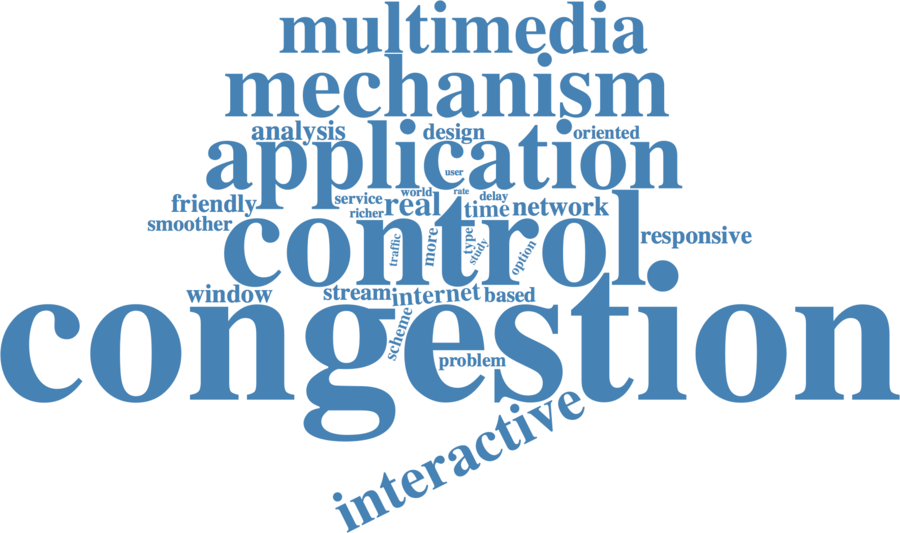 multimedia
mechanism
analysis design oriented
application
user
world rate
friendly service real delay
richer time network
smoother
control
traffic more type study option
responsive
window stream internet based
congestion
scheme
problem
interactive